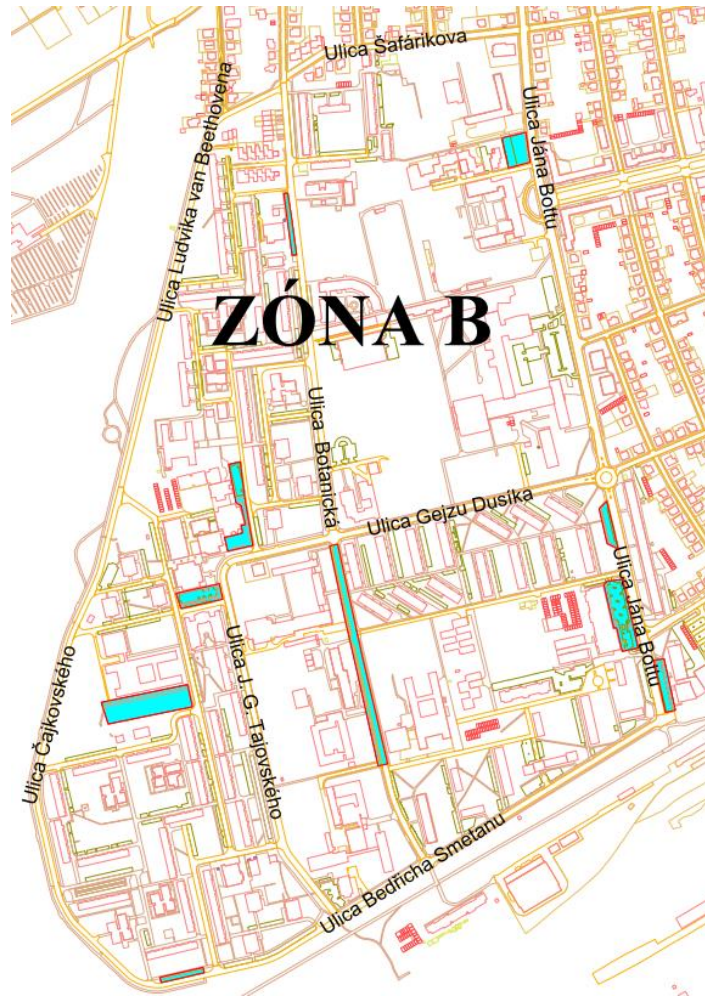 Ulica Šafárikova
Ulica Ludvika van Beethovena
Ulica Jána Bottu
ZÓNA B
Ulica Botanická
Ulica Gejzu Dusíka
Ulica Jána Bottu
Ulica Čajkovského
Ulica J. G. Tajovského
Ulica Bedřicha Smetanu